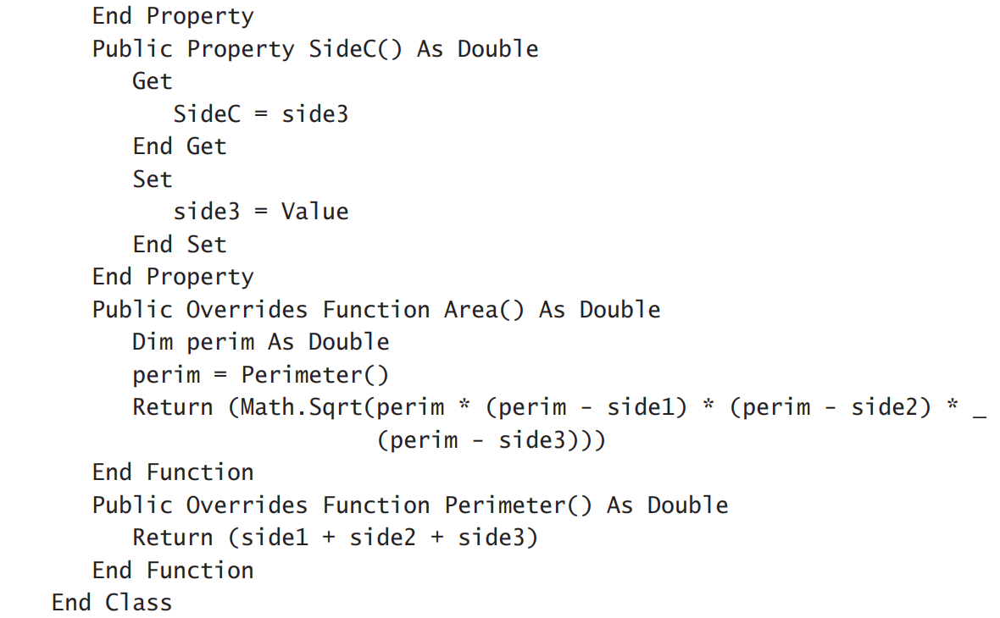 End Property
Public Property SideC() As Double
Get
SideC = side3
End Get
Set
side3 = Value
End Set
End Property
Public Overrides Function Area() As Double
Dim perim As Double
perim = Perimeter()
Return (Math.Sqrt(perim * (perim - side1) * (perim - side2) * _
(perim - side3)))
End Function
Public Overrides Function Perimeter() As Double
Return (side1 + side2 + side3)
End Function
End Class